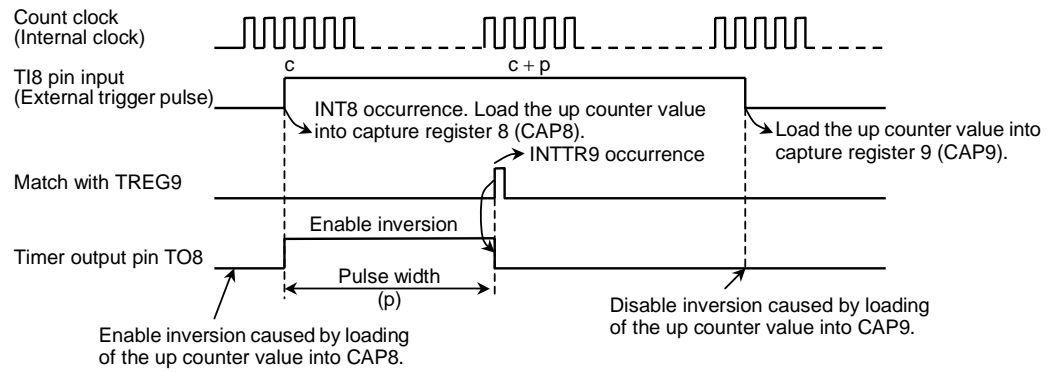 Count clock
(Internal clock)
c
c + p
TI8 pin input
(External trigger pulse)
INT8 occurrence. Load the up counter value
into capture register 8 (CAP8).
Load the up counter value into
capture register 9 (CAP9).
INTTR9 occurrence
Match with TREG9
Enable inversion
Timer output pin TO8
Pulse width
(p)
Enable inversion caused by loading
of the up counter value into CAP8.
Disable inversion caused by loading
of the up counter value into CAP9.